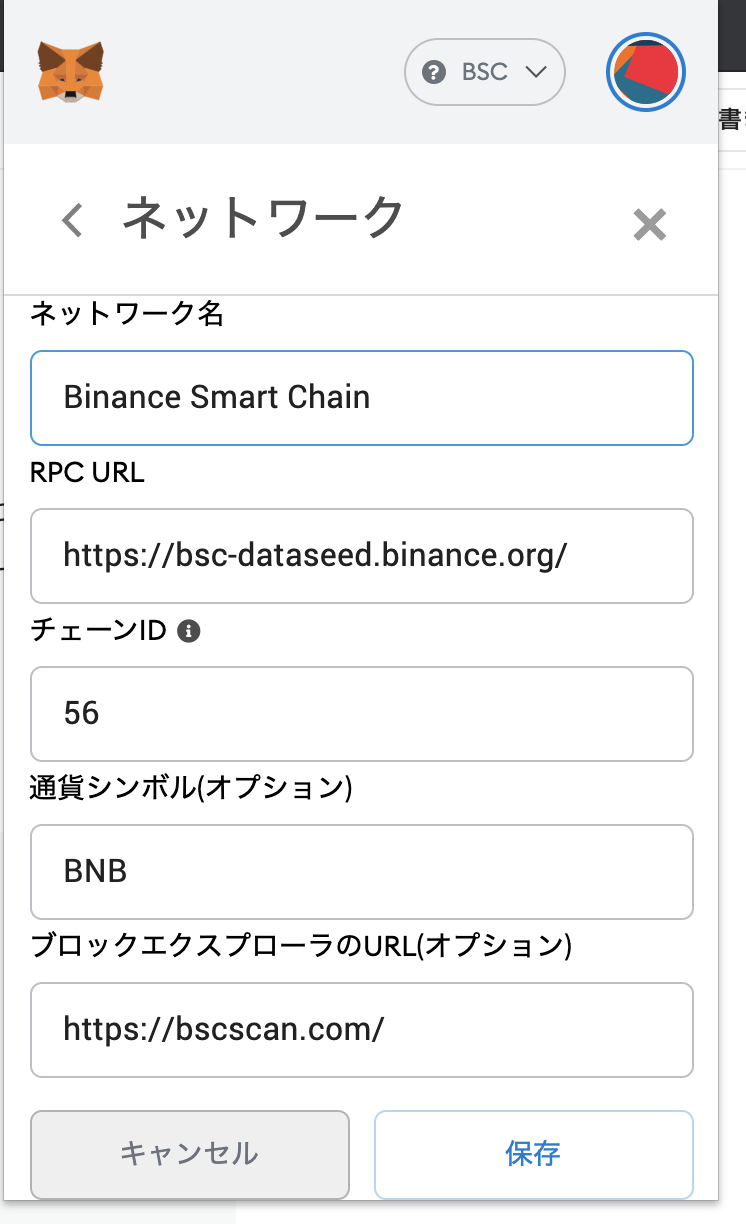 BSC
書
ネットワーク
ネットワーク名
Binance Smart Chain
RPC URL
https://bsc-dataseed.binance.org/
チェーンID
56
通貨シンボル(オプション)
BNB
ブロックエクスプローラのURL(オプション)
https://bscscan.com/
キャンセル
保存